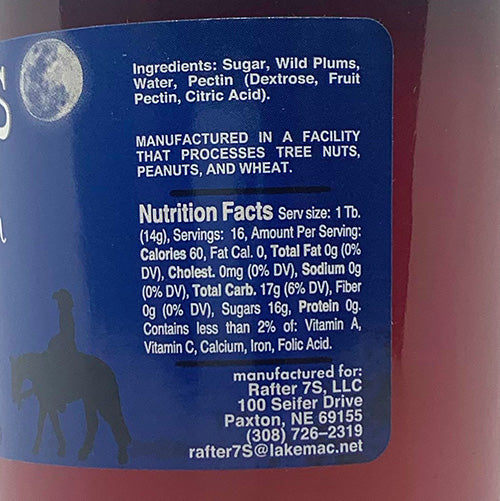 Ingredients: Sugar, Wild Plums,
Water, Pectin (Dextrose, Fruit
Pectin, Citric Acid).
MANUFACTURED IN A FACILITY
THAT PROCESSES TREE NUTS,
PEANUTS, AND WHEAT.
Nutrition Facts Serv size: 1 Tb.
(14g), Servings: 16, Amount Per Serving:
Calories 60, Fat Cal. 0, Total Fat 0g (0%
DV), Cholest. 0mg (0% DV), Sodium 0g
(0% DV), Total Carb. 17g (6% DV), Fiber
0g (0% DV), Sugars 16g, Protein 0g.
Contains less than 2% of: Vitamin A,
Vitamin C, Calcium, Iron, Folic Acid.
manufactured for:
Rafter 7S, LLC
100 Seifer Drive
Paxton, NE 69155
(308) 726-2319
rafter7S@lakemac.net